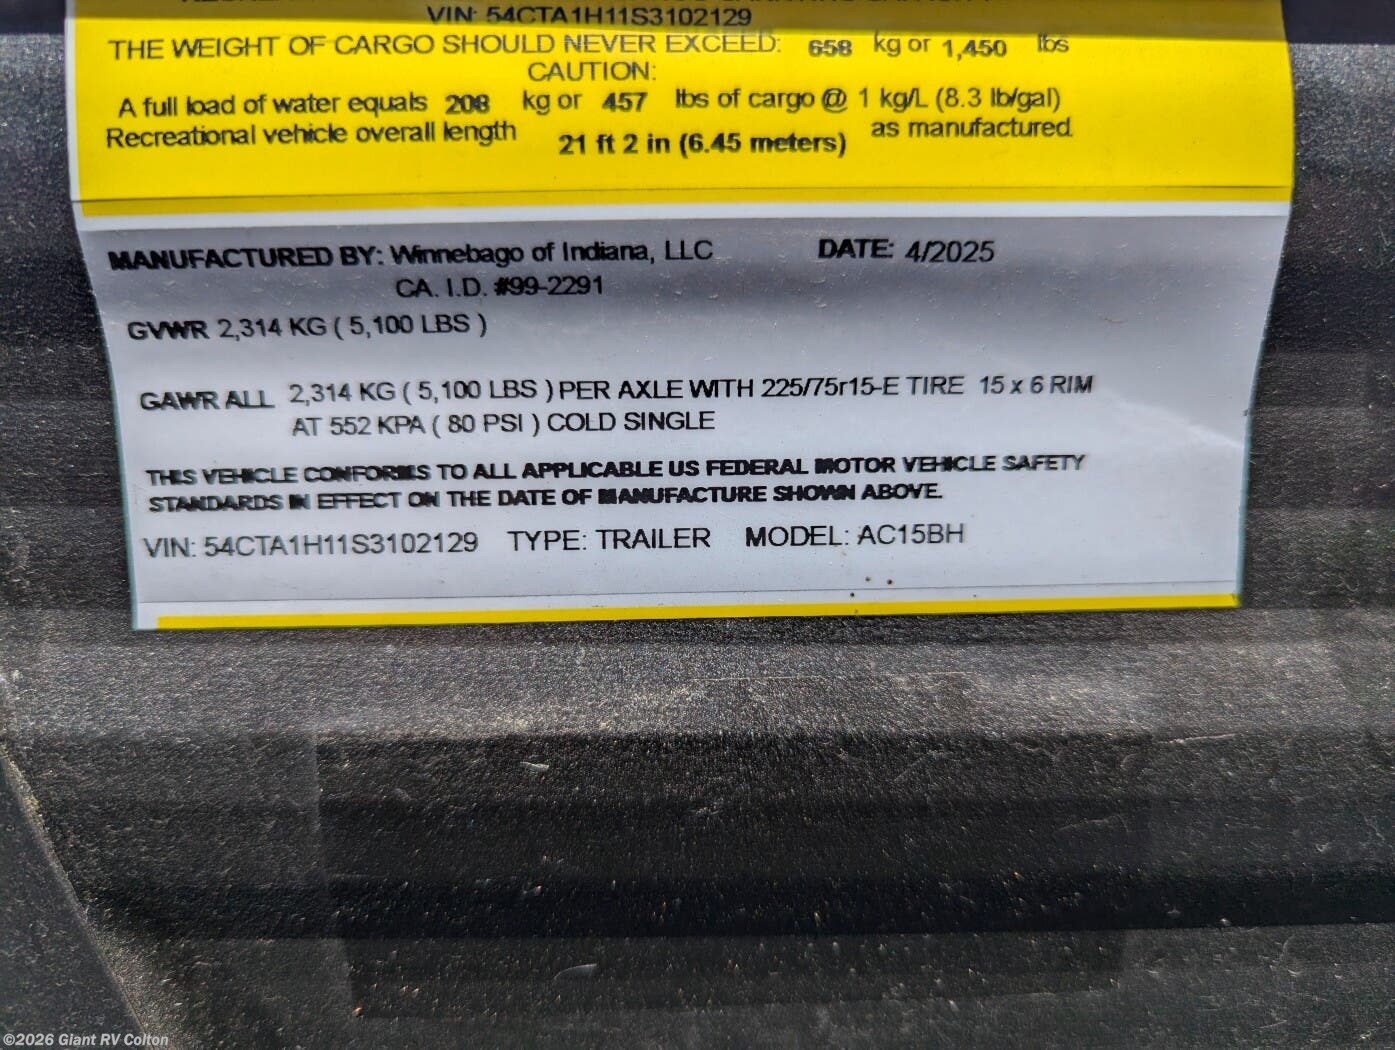 VIN: 54CTA1H11S3102129
THE WEIGHT OF CARGO SHOULD NEVER EXCEED: 658 kg or 1,450 lbs
CAUTION:
A full load of water equals 208 kg or 457 lbs of cargo @ 1 kg/L (8.3 lb/gal)
Recreational vehicle overall length 21 ft 2 in (6.45 meters) as manufactured
MANUFACTURED BY: Winnebago of Indiana, LLC DATE: 4/2025
CA. I.D. #99-2291
GVWR 2,314 KG ( 5,100 LBS )
GAWR ALL 2,314 KG ( 5,100 LBS ) PER AXLE WITH 225/75r15-E TIRE 15 x 6 RIM
AT 552 KPA ( 80 PSI ) COLD SINGLE
THIS VEHICLE CONFORMS TO ALL APPLICABLE US FEDERAL MOTOR VEHICLE SAFETY
STANDARDS IN EFFECT ON THE DATE OF MANUFACTURE SHOWN ABOVE.
VIN: 54CTA1H11S3102129 TYPE: TRAILER MODEL: AC15BH
©2026 Giant RV Colton